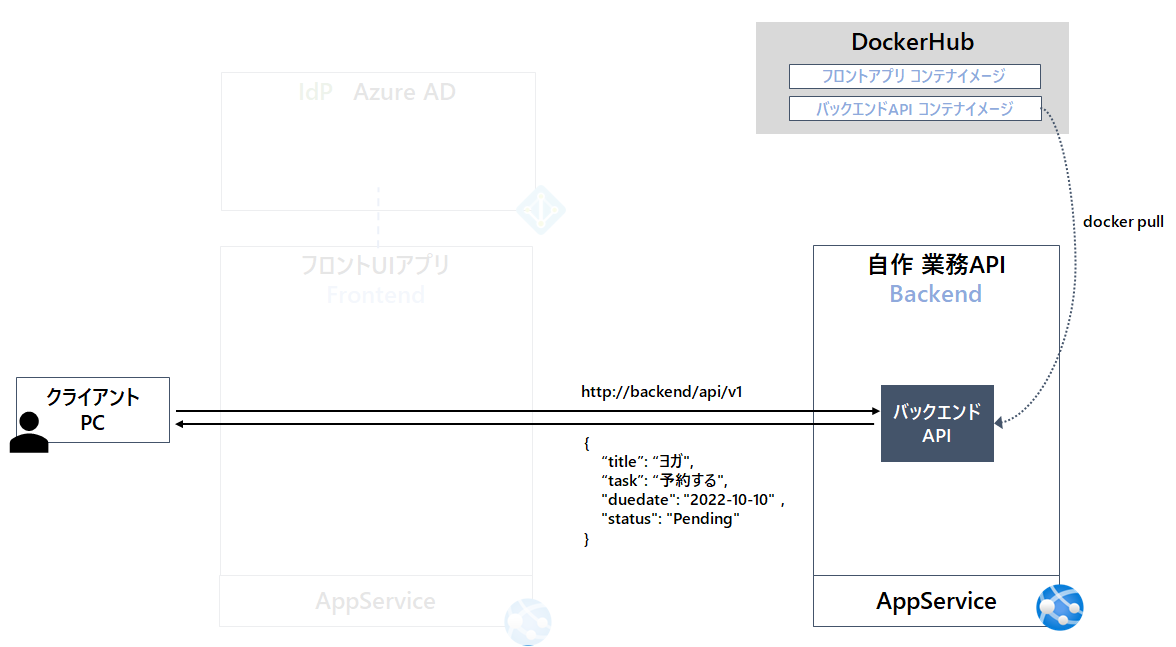 DockerHub
フロントアプリ コンテナイメージ
バックエンドAPI コンテナイメージ
IdP Azure AD
docker pull
フロントUIアプリ
Frontend
自作 業務API
Backend
クライアント
PC
http://backend/api/v1
バックエンド
API
{
“title”: “ヨガ",
“task”: “予約する",
"duedate": "2022-10-10" ,
"status": "Pending"
}
AppService
AppService